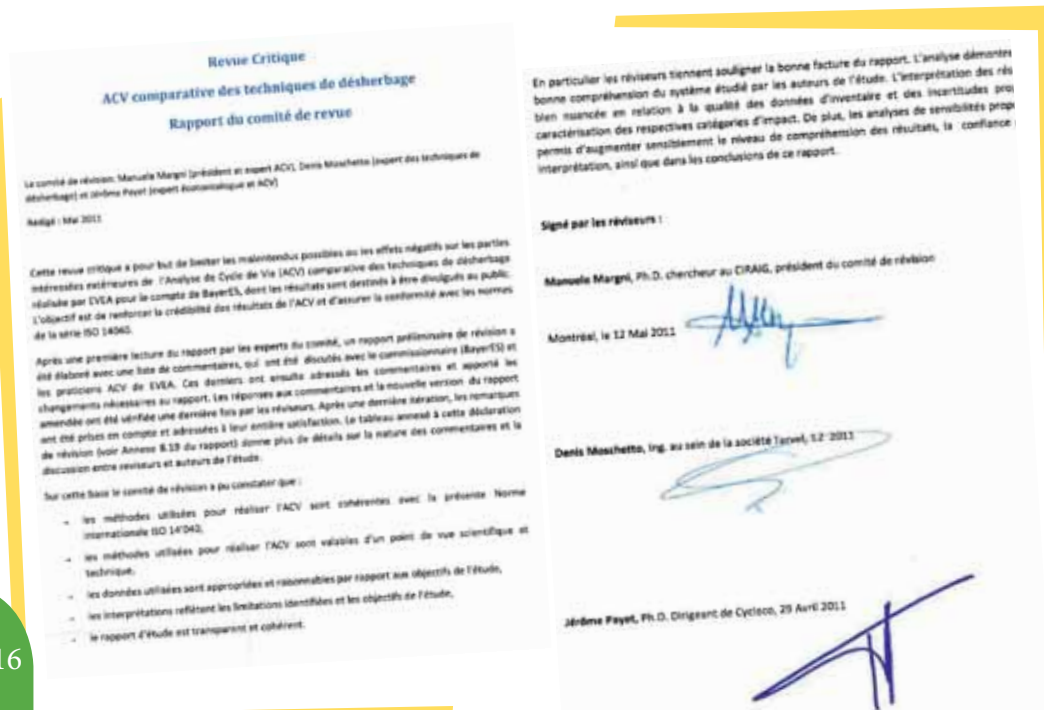 Revue Critique
ACV comparative des techniques de désherbage
Rapport du comité de revue
Le comité de révision: Manuele Margni (président et expert ACV), Denis Moschetto (expert des techniques de
désherbage) et Jérôme Payet (expert écotoxicologue et ACV)
Rédigé : Mai 2011
Cette revue critique a pour but de limiter les malentendus possibles ou les effets négatifs sur les parties
intéressées extérieures de l'Analyse de Cycle de Vie (ACV) comparative des techniques de désherbage
réalisée par EVEA pour le compte de BayerES, dont les résultats sont destinés à être divulgués au public.
L'objectif est de renforcer la crédibilité des résultats de l'ACV et d'assurer la conformité avec les normes
de la série ISO 14040.
Après une première lecture du rapport par les experts du comité, un rapport préliminaire de révision a
été élaboré avec une liste de commentaires, qui ont été discutés avec le commissionnaire (BayerES) et
les praticiens ACV de EVEA. Ces derniers ont ensuite adressés les commentaires et apporté les
changements nécessaires au rapport. Les réponses aux commentaires et la nouvelle version du rapport
amendée ont été vérifiée une dernière fois par les réviseurs. Après une dernière itération, les remarques
ont été prises en compte et adressées à leur entière satisfaction. Le tableau annexé à cette déclaration
de révision (voir Annexe 8.19 du rapport) donne plus de détails sur la nature des commentaires et la
discussion entre reviseurs et auteurs de l'étude.
Sur cette base le comité de révision a pu constater que :
- les méthodes utilisées pour réaliser l'ACV sont cohérentes avec la présente Norme
internationale ISO 14'040,
- les méthodes utilisées pour réaliser l'ACV sont valables d'un point de vue scientifique et
technique,
- les données utilisées sont appropriées et raisonnables par rapport aux objectifs de l'étude,
- les interprétations reflètent les limitations identifiées et les objectifs de l'étude,
- le rapport d'étude est transparent et cohérent.
16
En particulier les réviseurs tiennent souligner la bonne facture du rapport. L'analyse démontre
bonne compréhension du système étudié par les auteurs de l'étude. L'interprétation des rés
bien nuancée en relation à la qualité des données d'inventaire et des incertitudes pro
caractérisation des respectives catégories d'impact. De plus, les analyses de sensibilités prop
permis d'augmenter sensiblement le niveau de compréhension des résultats, la confiance
interprétation, ainsi que dans les conclusions de ce rapport.
Signé par les réviseurs :
Manuele Margni, Ph.D. chercheur au CIRAIG, président du comité de révision
Montréal, le 12 Mai 2011
Denis Moschetto, Ing. au sein de la société Tarvel, 12 2011
Jérôme Payet, Ph.D. Dirigeant de Cycleco, 29 Avril 2011